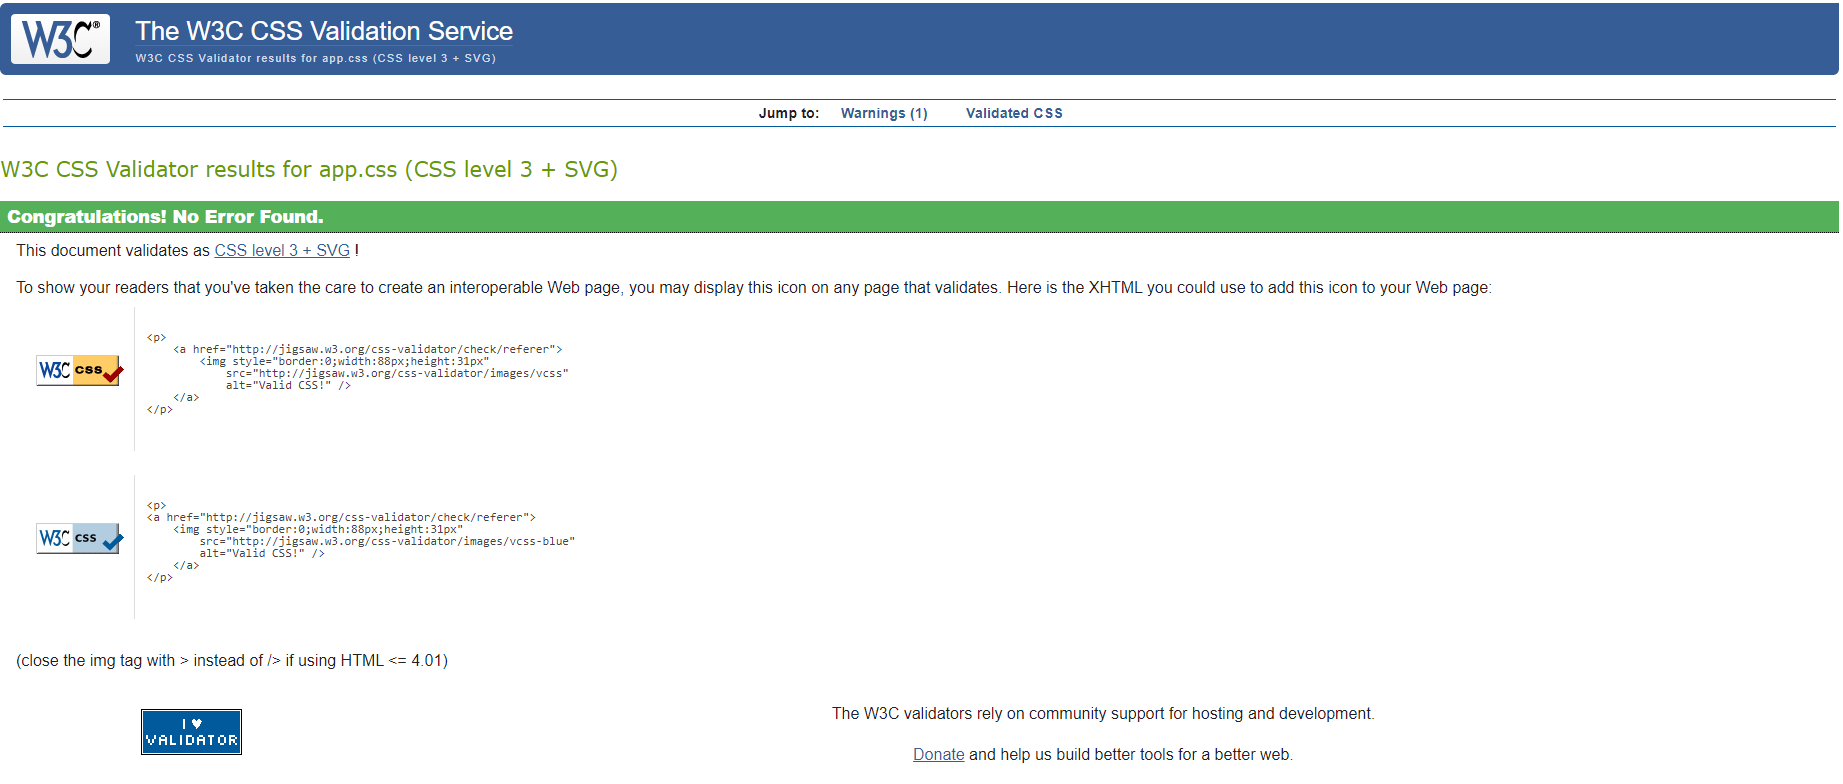 W3C®
The W3C CSS Validation Service
W3C CSS Validator results for app.css (CSS level 3 + SVG)
Jump to: Warnings (1) Validated CSS
W3C CSS Validator results for app.css (CSS level 3 + SVG)
Congratulations! No Error Found.
This document validates as CSS level 3 + SVG !
To show your readers that you've taken the care to create an interoperable Web page, you may display this icon on any page that validates. Here is the XHTML you could use to add this icon to your Web page:
W3C css
<p>
    <a href="http://jigsaw.w3.org/css-validator/check/referer">
        <img style="border:0;width:88px;height:31px"
            src="http://jigsaw.w3.org/css-validator/images/vcss"
            alt="Valid CSS!" />
    </a>
</p>
W3C css
<p>
<a href="http://jigsaw.w3.org/css-validator/check/referer">
    <img style="border:0;width:88px;height:31px"
        src="http://jigsaw.w3.org/css-validator/images/vcss-blue"
        alt="Valid CSS!" />
    </a>
</p>
(close the img tag with > instead of /> if using HTML <= 4.01)
I ♥
VALIDATOR
The W3C validators rely on community support for hosting and development.
Donate and help us build better tools for a better web.